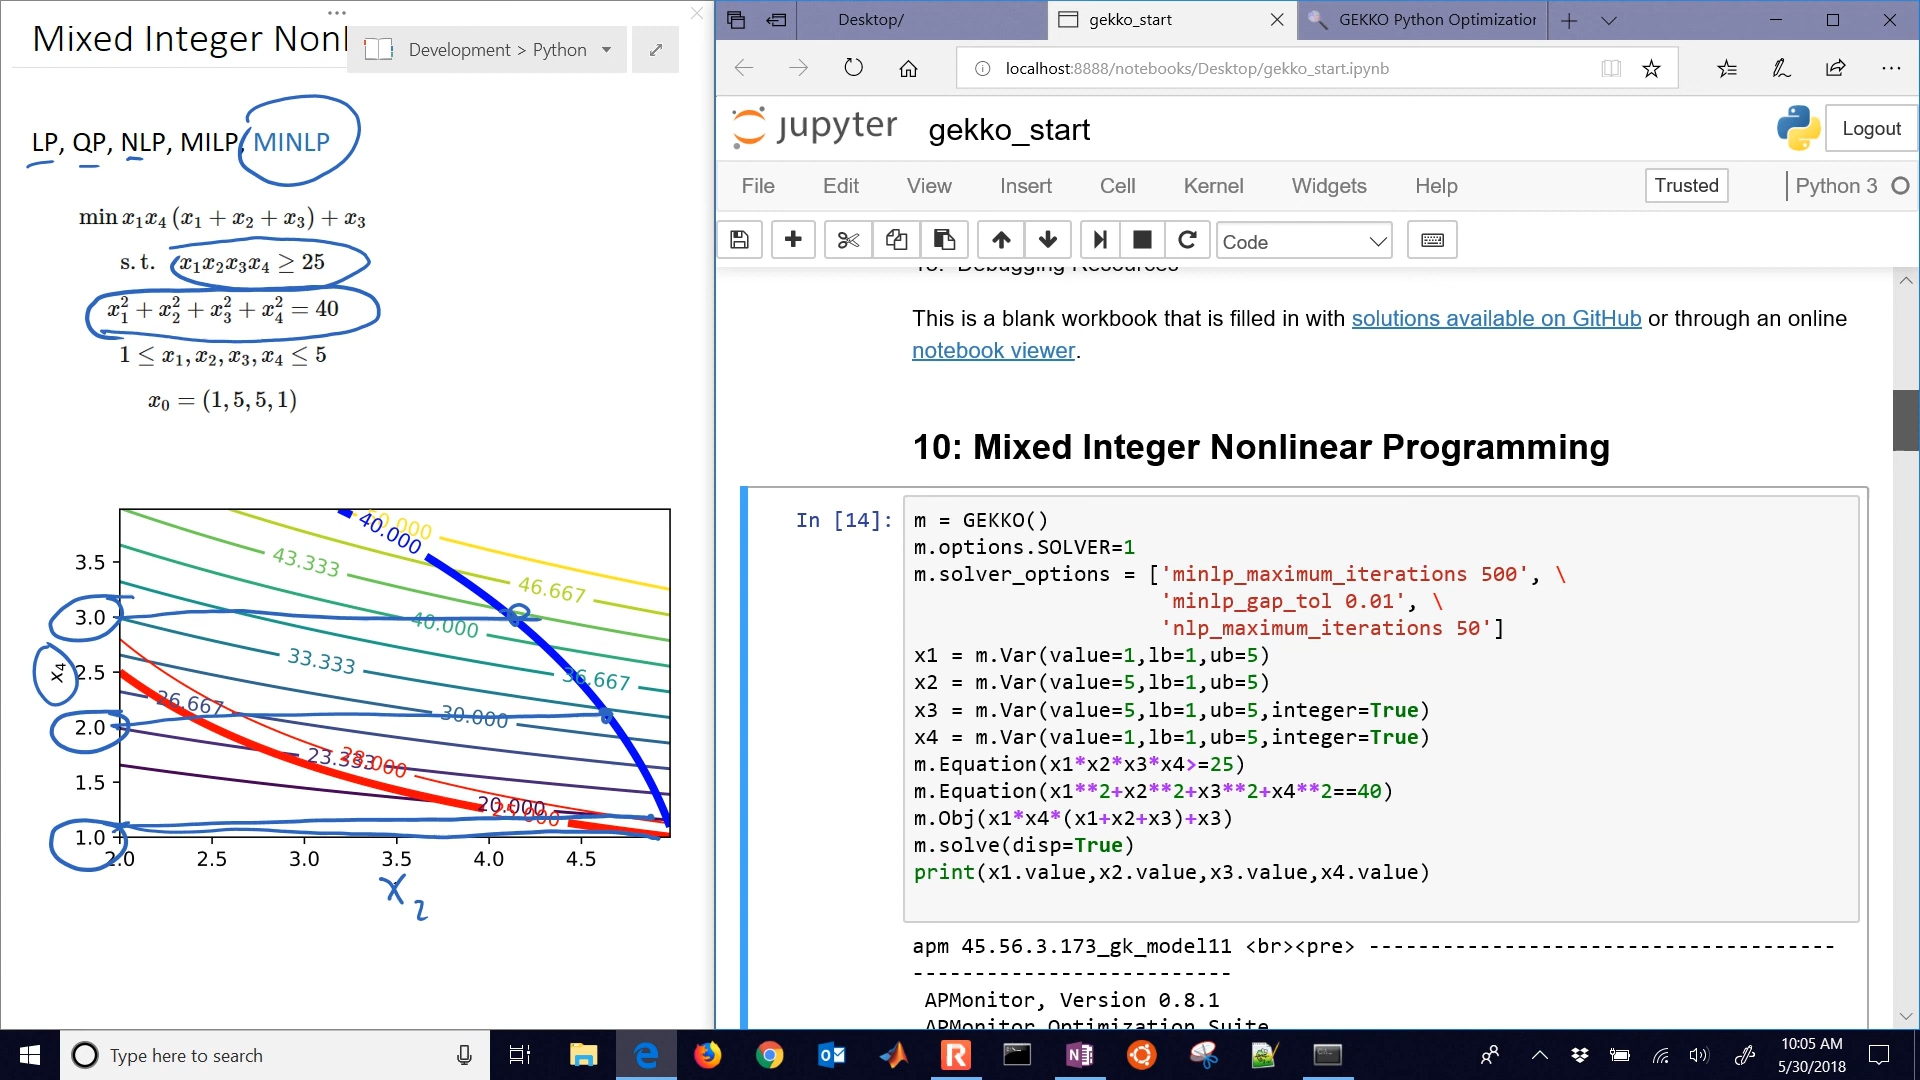 Mixed Integer Nonl
Development > Python
LP, QP, NLP, MILP, MINLP
min x₁x₄ (x₁ + x₂ + x₃) + x₃
s.t. x₁x₂x₃x₄ ≥ 25
x₁² + x₂² + x₃² + x₄² = 40
1 ≤ x₁, x₂, x₃, x₄ ≤ 5
x₀ = (1, 5, 5, 1)
40.000
50.000
43.333
46.667
40.000
33.333
36.667
26.667
30.000
23.333
28.000
20.000
25.000
3.5
3.0
2.5
2.0
1.5
1.0
x₄
2.0 2.5 3.0 3.5 4.0 4.5
x₂
Desktop/
gekko_start
GEKKO Python Optimization
localhost:8888/notebooks/Desktop/gekko_start.ipynb
jupyter gekko_start
Logout
File Edit View Insert Cell Kernel Widgets Help
Trusted
Python 3
Code
Debugging Resources
This is a blank workbook that is filled in with solutions available on GitHub or through an online
notebook viewer.
10: Mixed Integer Nonlinear Programming
In [14]:
m = GEKKO()
m.options.SOLVER=1
m.solver_options = ['minlp_maximum_iterations 500', \
'minlp_gap_tol 0.01', \
'nlp_maximum_iterations 50']
x1 = m.Var(value=1,lb=1,ub=5)
x2 = m.Var(value=5,lb=1,ub=5)
x3 = m.Var(value=5,lb=1,ub=5,integer=True)
x4 = m.Var(value=1,lb=1,ub=5,integer=True)
m.Equation(x1*x2*x3*x4>=25)
m.Equation(x1**2+x2**2+x3**2+x4**2==40)
m.Obj(x1*x4*(x1+x2+x3)+x3)
m.solve(disp=True)
print(x1.value,x2.value,x3.value,x4.value)
apm 45.56.3.173_gk_model11 <br><pre> --------------------------------------
--------------------------
APMonitor, Version 0.8.1
APMonitor Optimization Suite
Type here to search
10:05 AM
5/30/2018